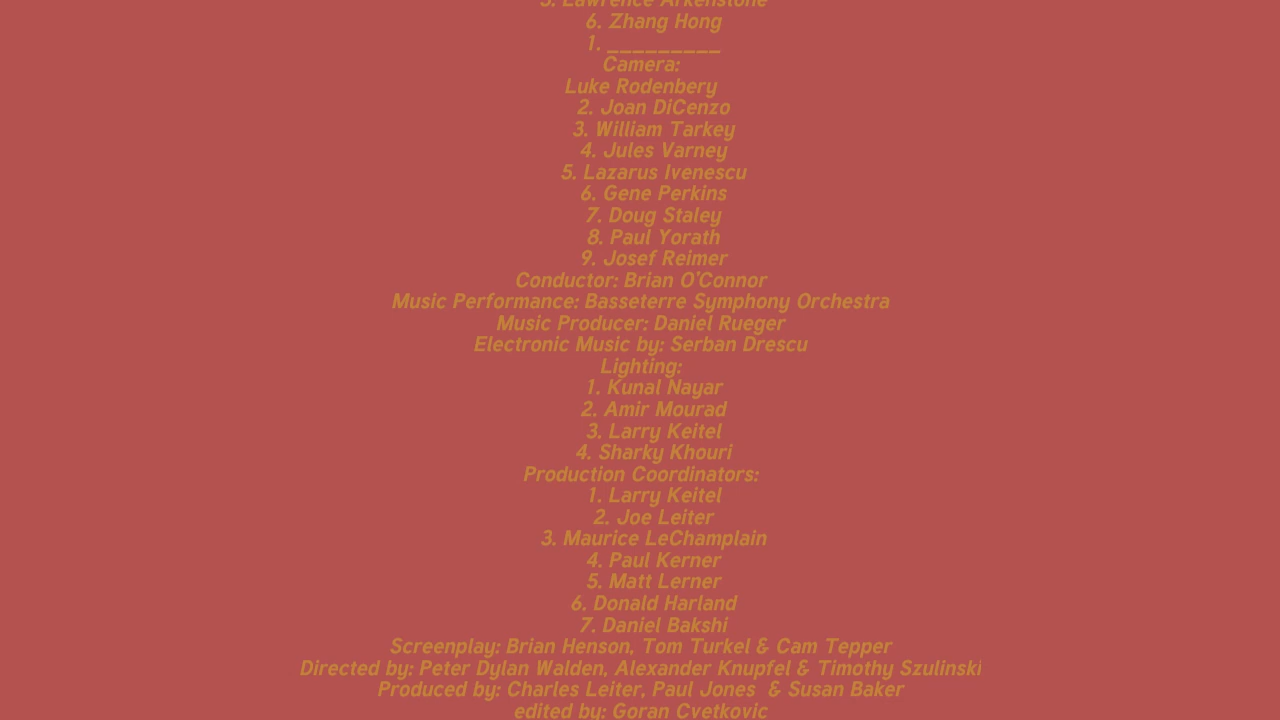 5. Lawrence Arkenstone
6. Zhang Hong
1. _________
Camera:
Luke Rodenbery
2. Joan DiCenzo
3. William Tarkey
4. Jules Varney
5. Lazarus Ivenescu
6. Gene Perkins
7. Doug Staley
8. Paul Yorath
9. Josef Reimer
Conductor: Brian O'Connor
Music Performance: Basseterre Symphony Orchestra
Music Producer: Daniel Rueger
Electronic Music by: Serban Drescu
Lighting:
1. Kunal Nayar
2. Amir Mourad
3. Larry Keitel
4. Sharky Khouri
Production Coordinators:
1. Larry Keitel
2. Joe Leiter
3. Maurice LeChamplain
4. Paul Kerner
5. Matt Lerner
6. Donald Harland
7. Daniel Bakshi
Screenplay: Brian Henson, Tom Turkel & Cam Tepper
Directed by: Peter Dylan Walden, Alexander Knupfel & Timothy Szulinski
Produced by: Charles Leiter, Paul Jones & Susan Baker
edited by: Goran Cvetkovic